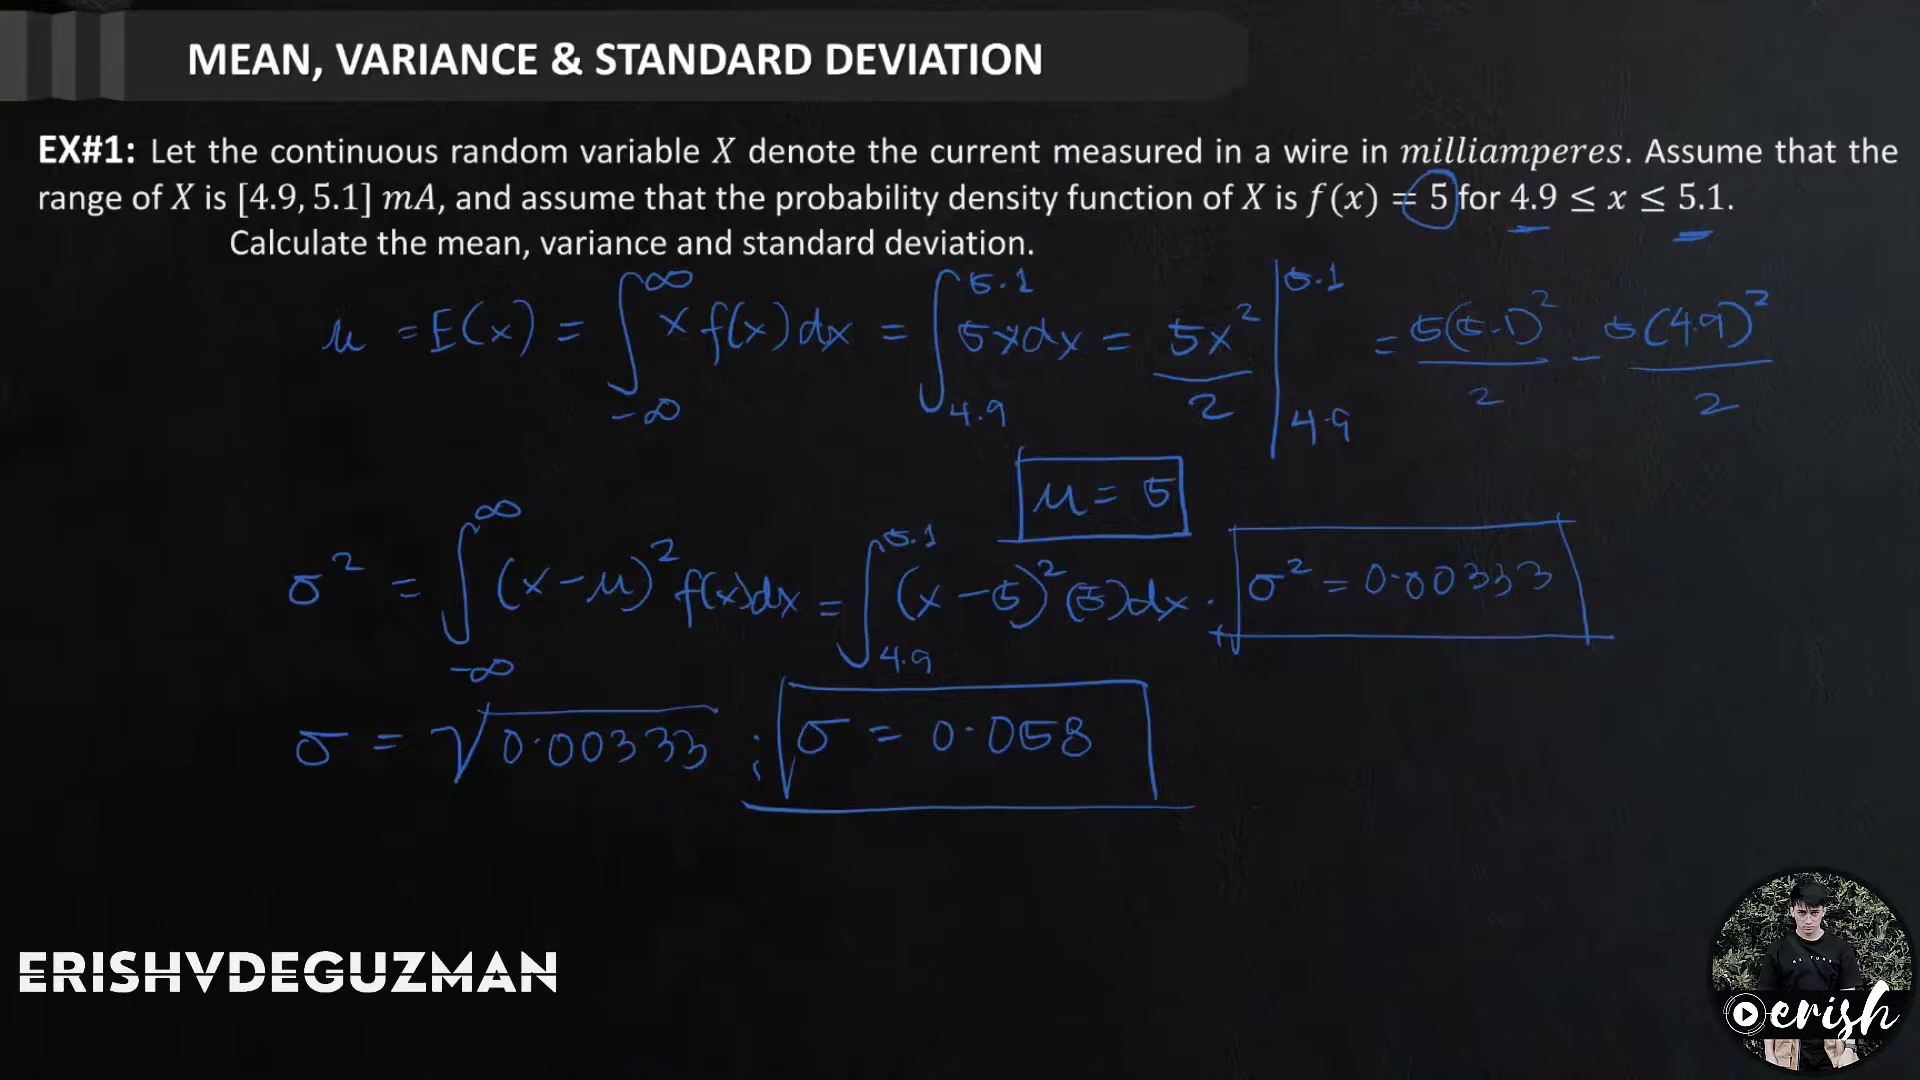 MEAN, VARIANCE & STANDARD DEVIATION
EX#1: Let the continuous random variable X denote the current measured in a wire in milliamperes. Assume that the
range of X is [4.9, 5.1] mA, and assume that the probability density function of X is f(x) = 5 for 4.9 ≤ x ≤ 5.1.
Calculate the mean, variance and standard deviation.
μ = E(x) = ∫_{-∞}^{∞} x f(x) dx = ∫_{4.9}^{5.1} 5x dx = 5x²/2 |_{4.9}^{5.1} = 5(5.1)²/2 − 5(4.9)²/2
μ = 5
σ² = ∫_{-∞}^{∞} (x−μ)² f(x) dx = ∫_{4.9}^{5.1} (x−5)² (5) dx ; σ² = 0.00333
σ = √0.00333 ; σ = 0.058
ERISHVDEGUZMAN
erish